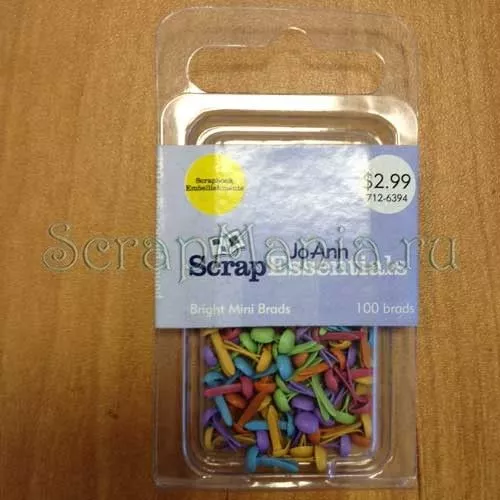 Scrapbook
Embellishments
$2.99
712-6394
ScrapMania.ru
Jo-Ann
Scrap Essentials
Bright Mini Brads
100 brads